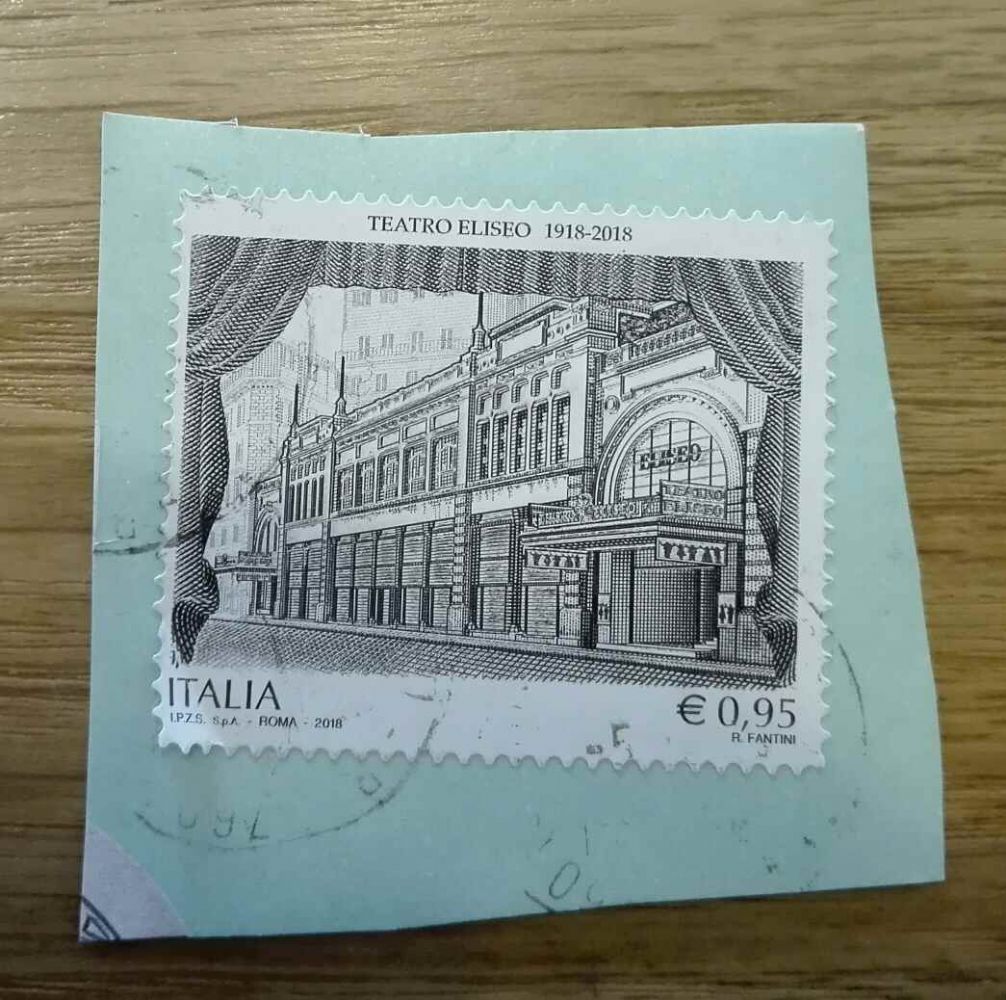 TEATRO ELISEO 1918-2018
ELISEO
TEATRO
ELISEO
ITALIA
€ 0,95
I.P.Z.S. S.p.A. - ROMA - 2018
R. FANTINI